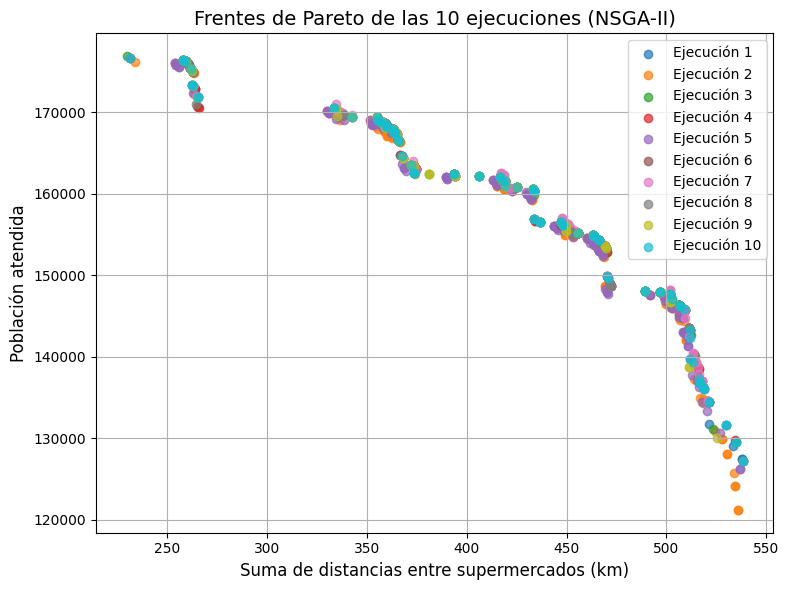 Frentes de Pareto de las 10 ejecuciones (NSGA-II)
Población atendida
170000
160000
150000
140000
130000
120000
250
300
350
400
450
500
550
Suma de distancias entre supermercados (km)
Ejecución 1
Ejecución 2
Ejecución 3
Ejecución 4
Ejecución 5
Ejecución 6
Ejecución 7
Ejecución 8
Ejecución 9
Ejecución 10